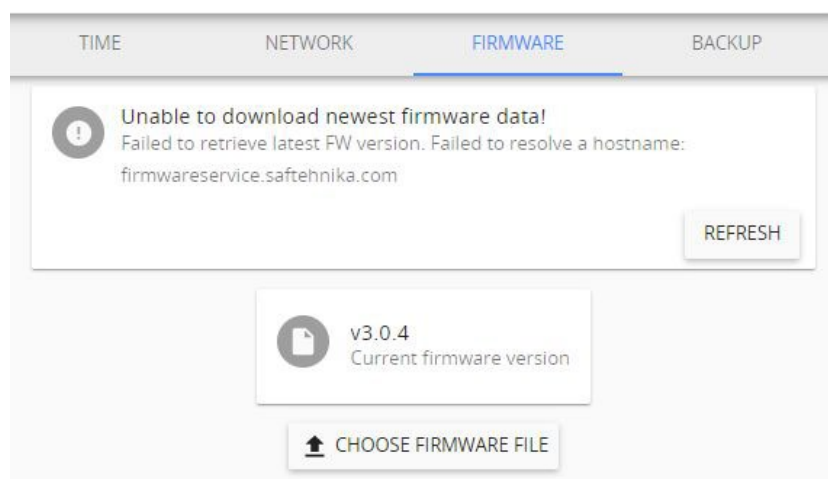 TIME NETWORK FIRMWARE BACKUP
Unable to download newest firmware data!
Failed to retrieve latest FW version. Failed to resolve a hostname:
firmwareservice.saftehnika.com
REFRESH
v3.0.4
Current firmware version
CHOOSE FIRMWARE FILE